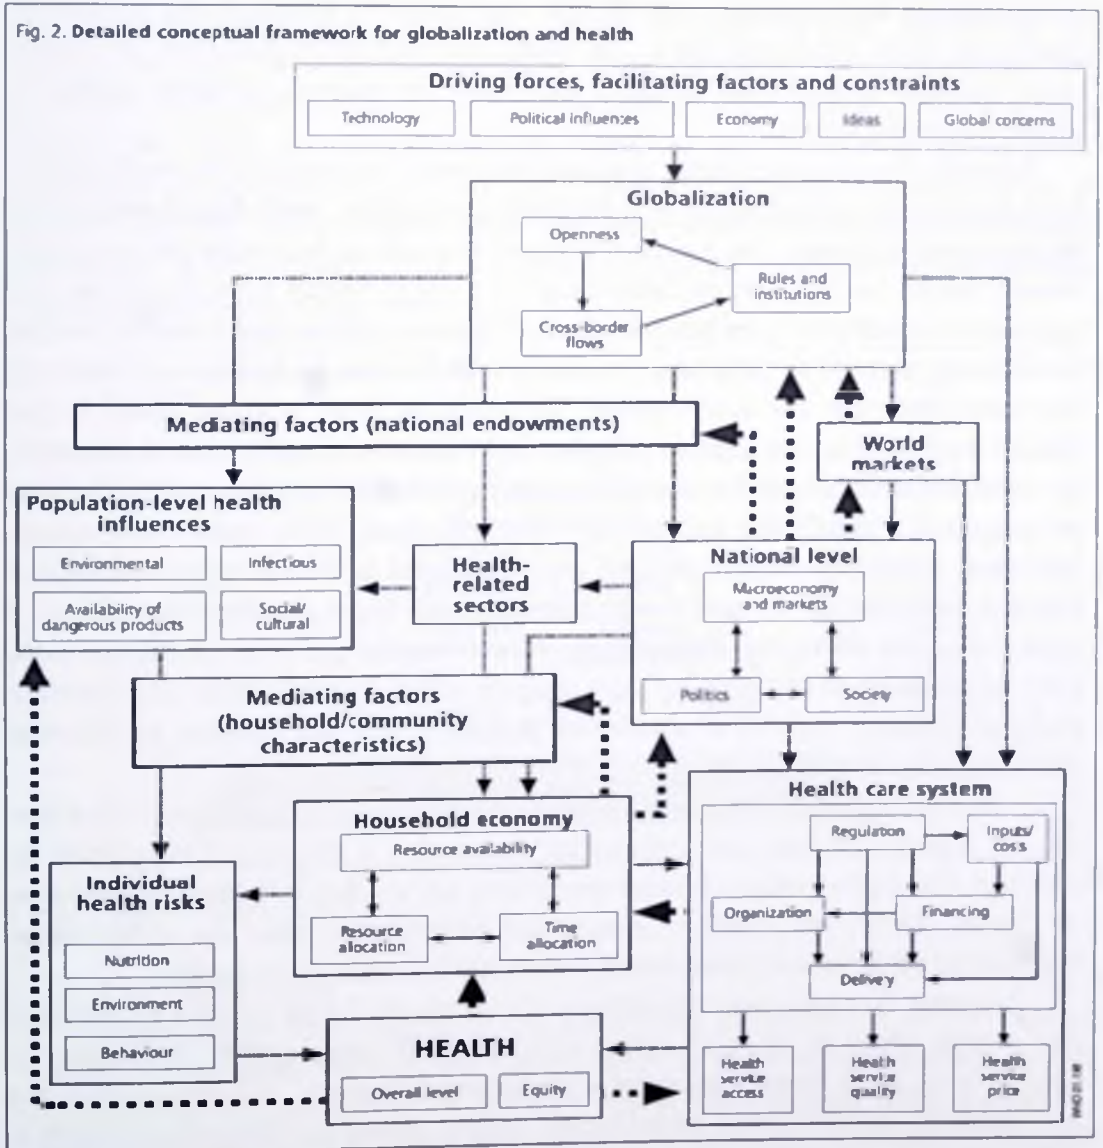 Fig. 2. Detailed conceptual framework for globalization and health
Driving forces, facilitating factors and constraints
Technology
Political influences
Economy
Ideas
Global concerns
Globalization
Openness
Rules and
institutions
Cross-border
flows
Mediating factors (national endowments)
World
markets
Population-level health
influences
Environmental
Infectious
Availability of
dangerous products
Social/
cultural
Health-
related
sectors
National level
Macroeconomy
and markets
Politics
Society
Mediating factors
(household/community
characteristics)
Household economy
Resource availability
Resource
allocation
Time
allocation
Health care system
Regulation
Inputs/
costs
Organization
Financing
Delivery
Individual
health risks
Nutrition
Environment
Behaviour
HEALTH
Overall level
Equity
Health
service
access
Health
service
quality
Health
service
price